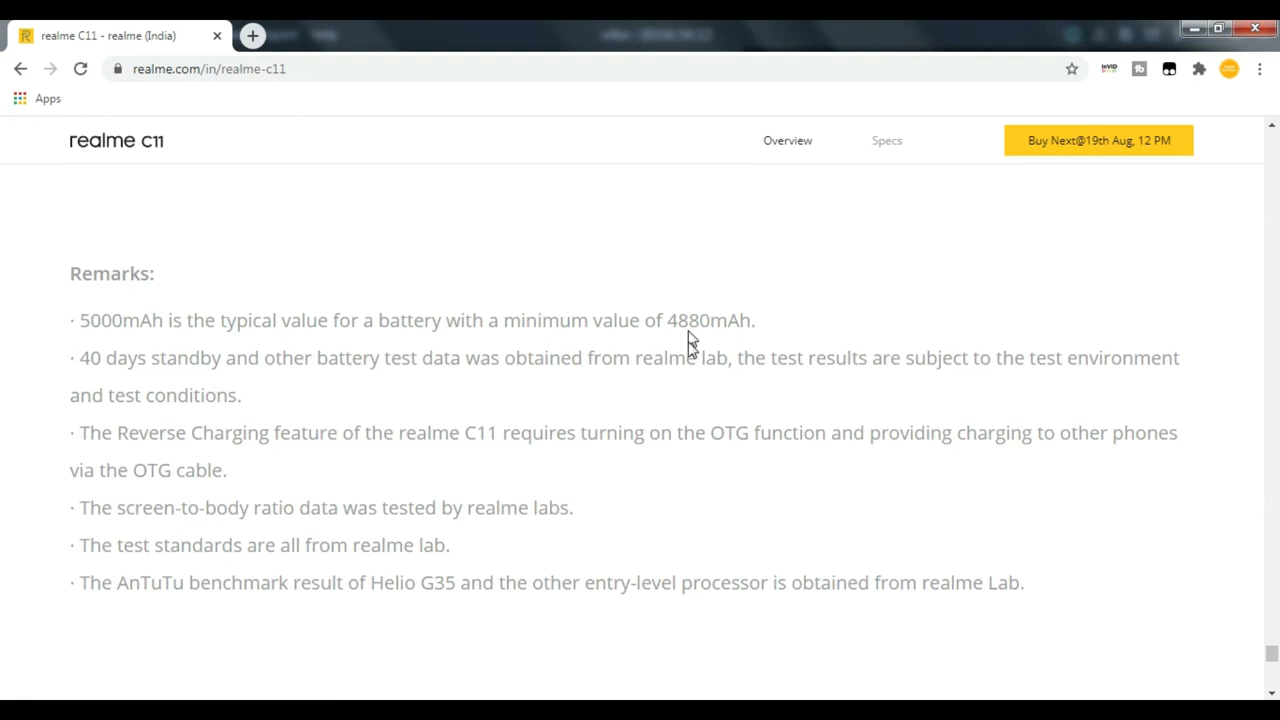 realme C11 - realme (India)
realme.com/in/realme-c11
Apps
realme C11
Overview
Specs
Buy Next@19th Aug, 12 PM
Remarks:
· 5000mAh is the typical value for a battery with a minimum value of 4880mAh.
· 40 days standby and other battery test data was obtained from realme lab, the test results are subject to the test environment
and test conditions.
· The Reverse Charging feature of the realme C11 requires turning on the OTG function and providing charging to other phones
via the OTG cable.
· The screen-to-body ratio data was tested by realme labs.
· The test standards are all from realme lab.
· The AnTuTu benchmark result of Helio G35 and the other entry-level processor is obtained from realme Lab.